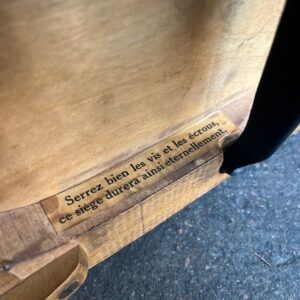 Serrez bien les vis et les écrous,
ce siège durera ainsi éternellement.